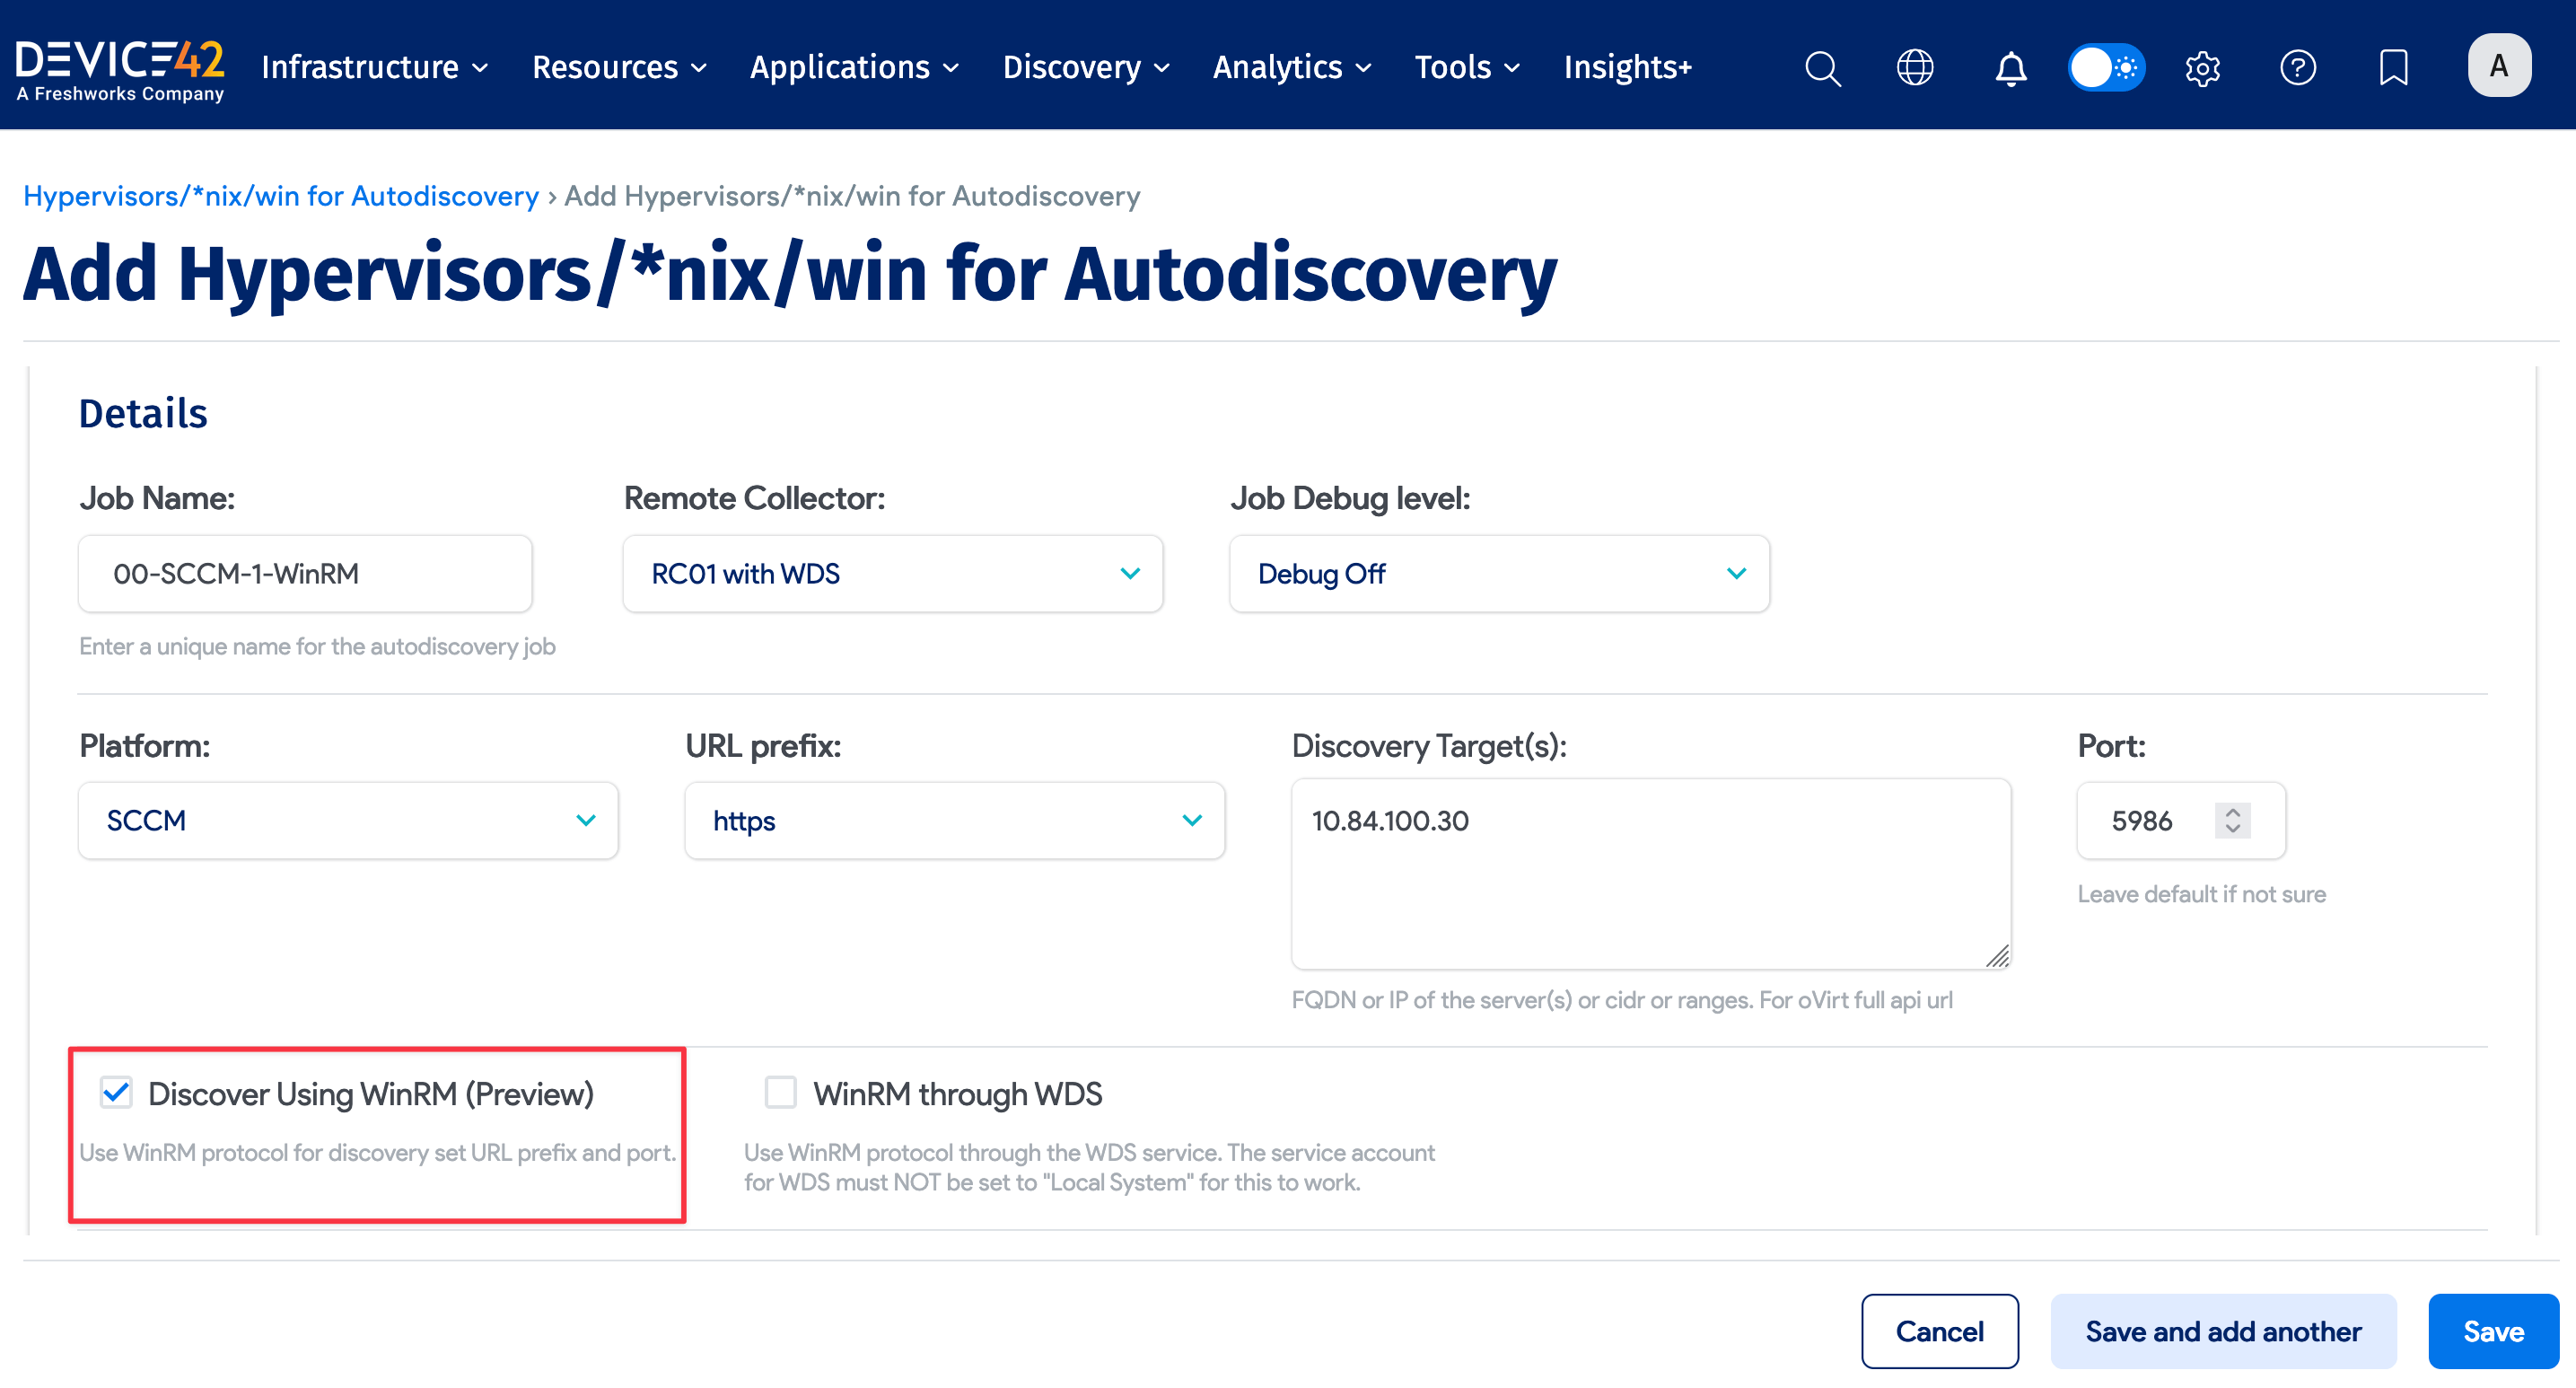 DEVICE42
A Freshworks Company
Infrastructure
Resources
Applications
Discovery
Analytics
Tools
Insights+
A
Hypervisors/*nix/win for Autodiscovery › Add Hypervisors/*nix/win for Autodiscovery
Add Hypervisors/*nix/win for Autodiscovery
Details
Job Name:
Remote Collector:
Job Debug level:
00-SCCM-1-WinRM
RC01 with WDS
Debug Off
Enter a unique name for the autodiscovery job
Platform:
URL prefix:
Discovery Target(s):
Port:
SCCM
https
10.84.100.30
5986
Leave default if not sure
FQDN or IP of the server(s) or cidr or ranges. For oVirt full api url
Discover Using WinRM (Preview)
WinRM through WDS
Use WinRM protocol for discovery set URL prefix and port.
Use WinRM protocol through the WDS service. The service account
for WDS must NOT be set to "Local System" for this to work.
Cancel
Save and add another
Save